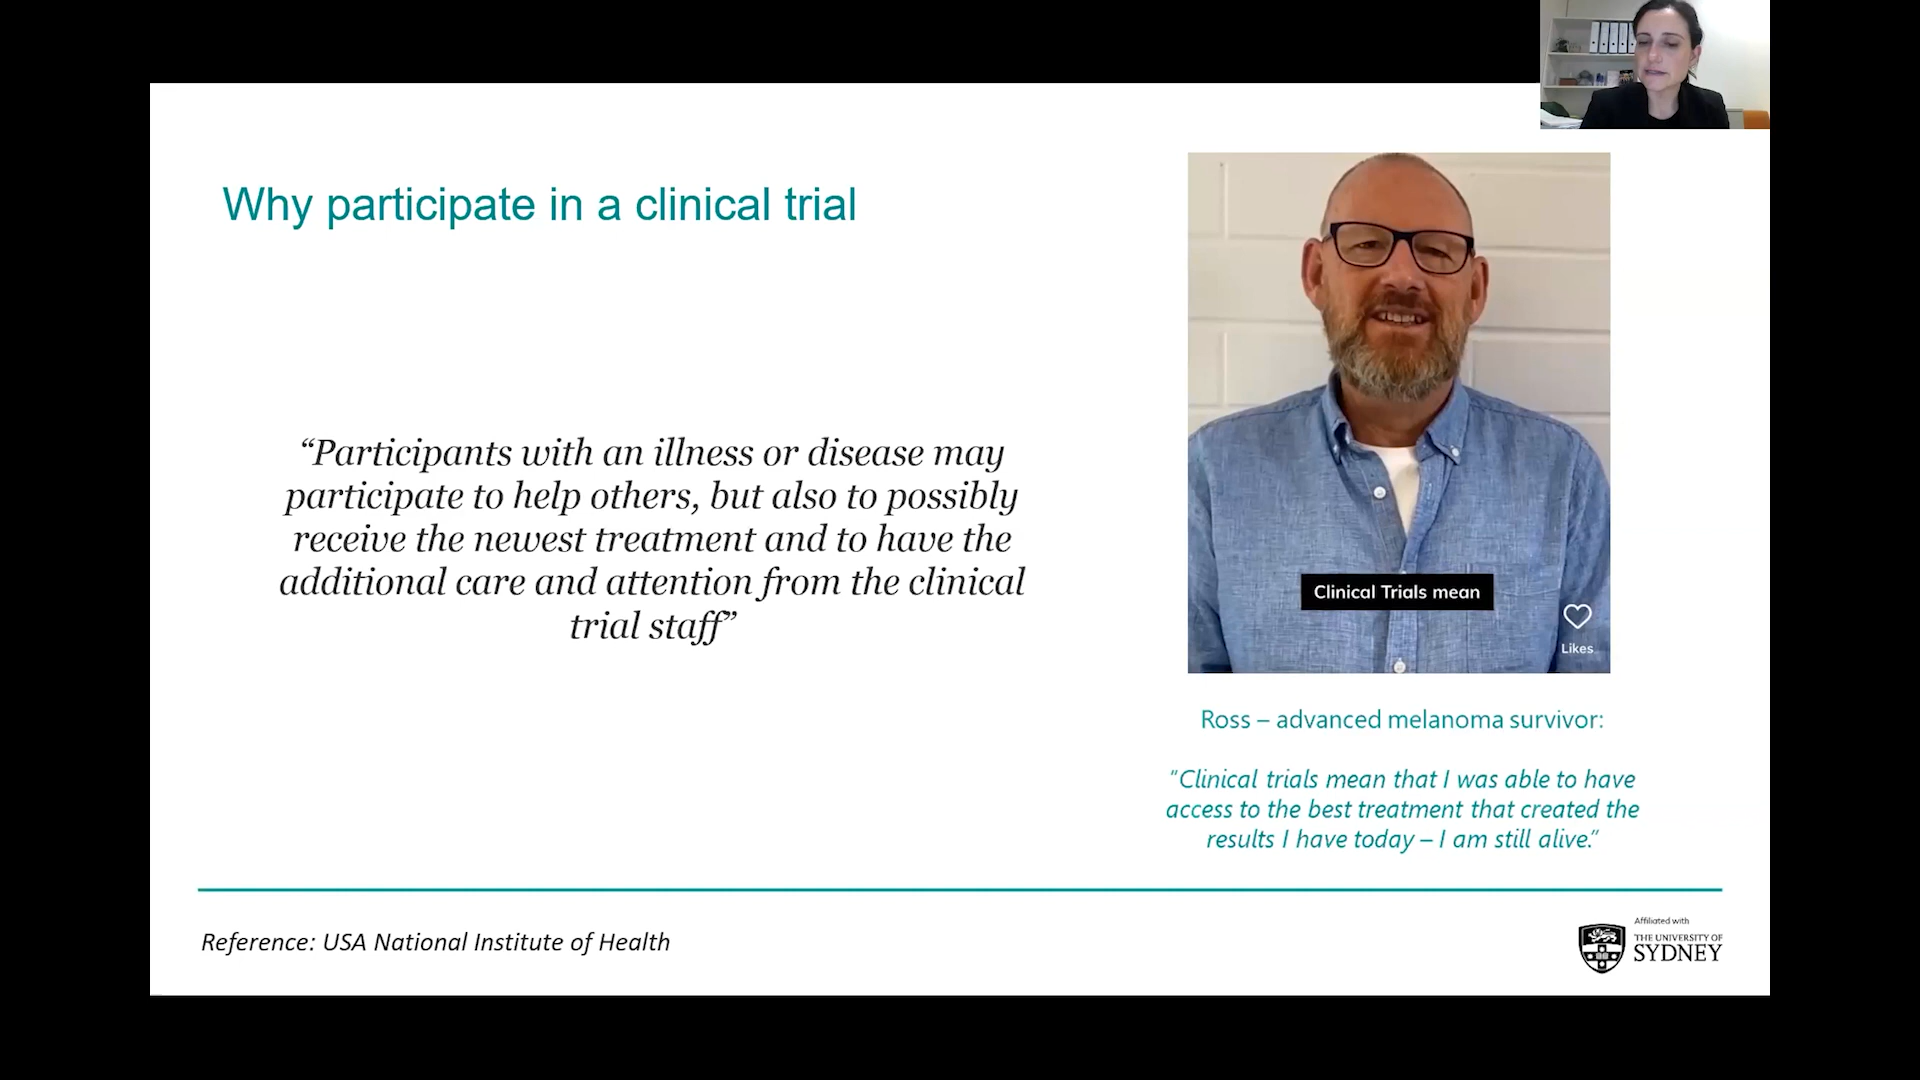 Why participate in a clinical trial
“Participants with an illness or disease may
participate to help others, but also to possibly
receive the newest treatment and to have the
additional care and attention from the clinical
trial staff”
Clinical Trials mean
Likes
Ross – advanced melanoma survivor:
"Clinical trials mean that I was able to have
access to the best treatment that created the
results I have today – I am still alive."
Reference: USA National Institute of Health
Affiliated with
THE UNIVERSITY OF
SYDNEY